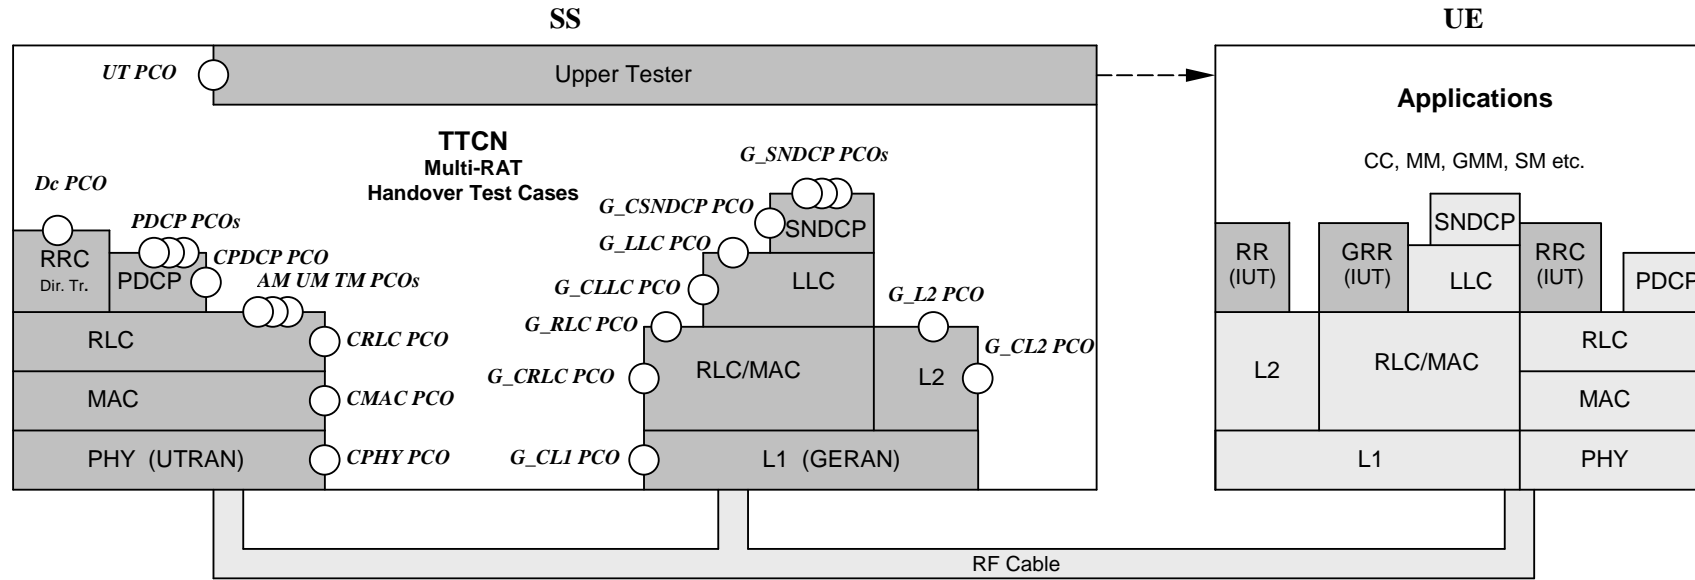 SS
UE
UT PCO
Upper Tester
Applications
TTCN
Multi-RAT
Handover Test Cases
G_SNDCP PCOs
CC, MM, GMM, SM etc.
Dc PCO
PDCP PCOs
G_CSNDCP PCO
SNDCP
SNDCP
RRC
Dir. Tr.
PDCP
CPDCP PCO
AM UM TM PCOs
G_LLC PCO
G_CLLC PCO
LLC
G_L2 PCO
RR
(IUT)
GRR
(IUT)
LLC
RRC
(IUT)
PDCP
RLC
CRLC PCO
G_RLC PCO
G_CRLC PCO
RLC/MAC
L2
G_CL2 PCO
L2
RLC/MAC
RLC
MAC
CMAC PCO
MAC
PHY (UTRAN)
CPHY PCO
G_CL1 PCO
L1 (GERAN)
L1
PHY
RF Cable